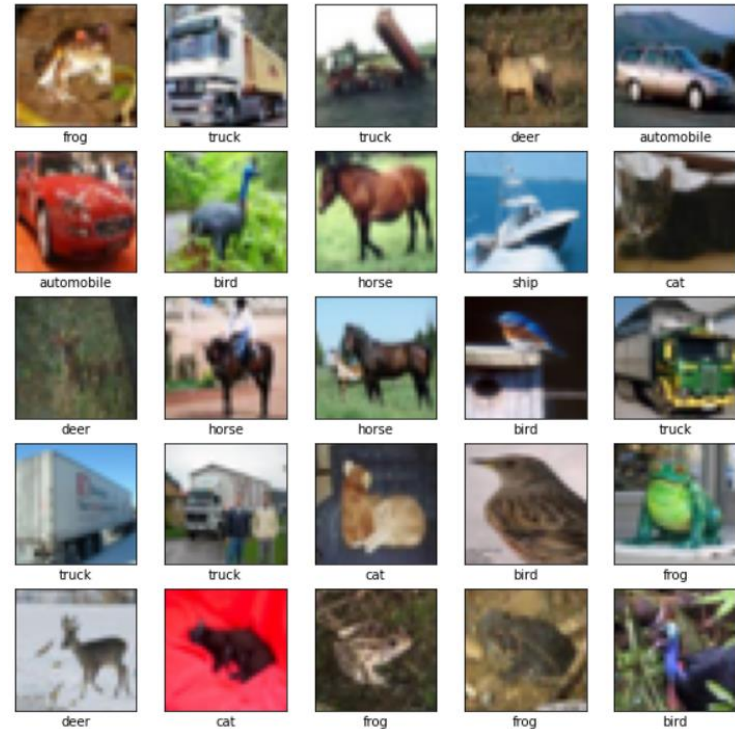 frog truck truck deer automobile
automobile bird horse ship cat
deer horse horse bird truck
truck truck cat bird frog
deer cat frog frog bird